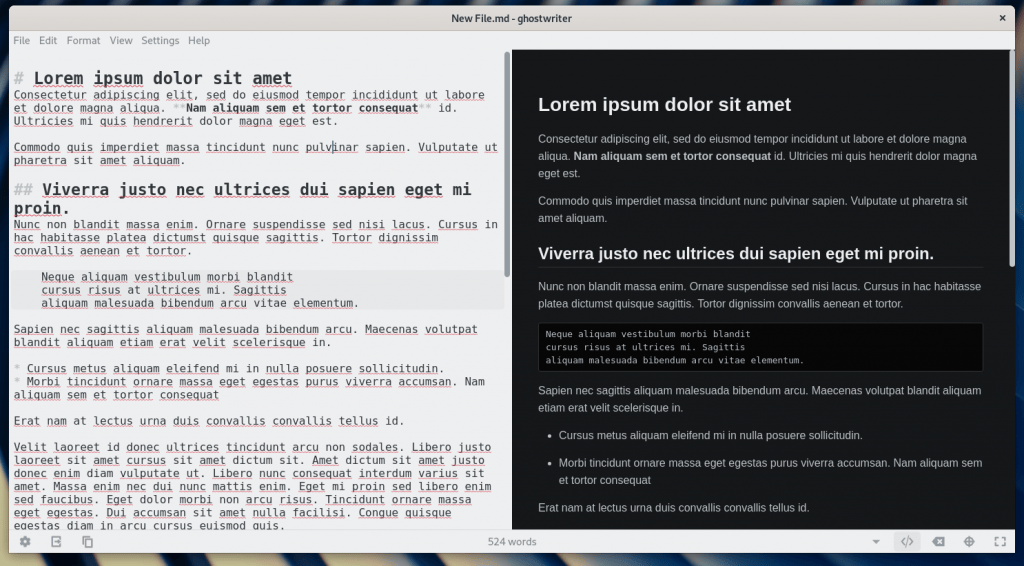 New File.md - ghostwriter
×
File Edit Format View Settings Help
# Lorem ipsum dolor sit amet
Consectetur adipiscing elit, sed do eiusmod tempor incididunt ut labore
et dolore magna aliqua. **Nam aliquam sem et tortor consequat** id.
Ultricies mi quis hendrerit dolor magna eget est.
Commodo quis imperdiet massa tincidunt nunc pulvinar sapien. Vulputate ut
pharetra sit amet aliquam.
## Viverra justo nec ultrices dui sapien eget mi
proin.
Nunc non blandit massa enim. Ornare suspendisse sed nisi lacus. Cursus in
hac habitasse platea dictumst quisque sagittis. Tortor dignissim
convallis aenean et tortor.
Neque aliquam vestibulum morbi blandit
cursus risus at ultrices mi. Sagittis
aliquam malesuada bibendum arcu vitae elementum.
Sapien nec sagittis aliquam malesuada bibendum arcu. Maecenas volutpat
blandit aliquam etiam erat velit scelerisque in.
* Cursus metus aliquam eleifend mi in nulla posuere sollicitudin.
* Morbi tincidunt ornare massa eget egestas purus viverra accumsan. Nam
aliquam sem et tortor consequat
Erat nam at lectus urna duis convallis convallis tellus id.
Velit laoreet id donec ultrices tincidunt arcu non sodales. Libero justo
laoreet sit amet cursus sit amet dictum sit. Amet dictum sit amet justo
donec enim diam vulputate ut. Libero nunc consequat interdum varius sit
amet. Massa enim nec dui nunc mattis enim. Eget mi proin sed libero enim
sed faucibus. Eget dolor morbi non arcu risus. Tincidunt ornare massa
eget egestas. Dui accumsan sit amet nulla facilisi. Congue quisque
egestas diam in arcu cursus euismod quis.
Lorem ipsum dolor sit amet
Consectetur adipiscing elit, sed do eiusmod tempor incididunt ut labore et dolore magna
aliqua. Nam aliquam sem et tortor consequat id. Ultricies mi quis hendrerit dolor magna
eget est.
Commodo quis imperdiet massa tincidunt nunc pulvinar sapien. Vulputate ut pharetra sit
amet aliquam.
Viverra justo nec ultrices dui sapien eget mi proin.
Nunc non blandit massa enim. Ornare suspendisse sed nisi lacus. Cursus in hac habitasse
platea dictumst quisque sagittis. Tortor dignissim convallis aenean et tortor.
Neque aliquam vestibulum morbi blandit
cursus risus at ultrices mi. Sagittis
aliquam malesuada bibendum arcu vitae elementum.
Sapien nec sagittis aliquam malesuada bibendum arcu. Maecenas volutpat blandit aliquam
etiam erat velit scelerisque in.
• Cursus metus aliquam eleifend mi in nulla posuere sollicitudin.
• Morbi tincidunt ornare massa eget egestas purus viverra accumsan. Nam aliquam sem
et tortor consequat
Erat nam at lectus urna duis convallis convallis tellus id.
524 words